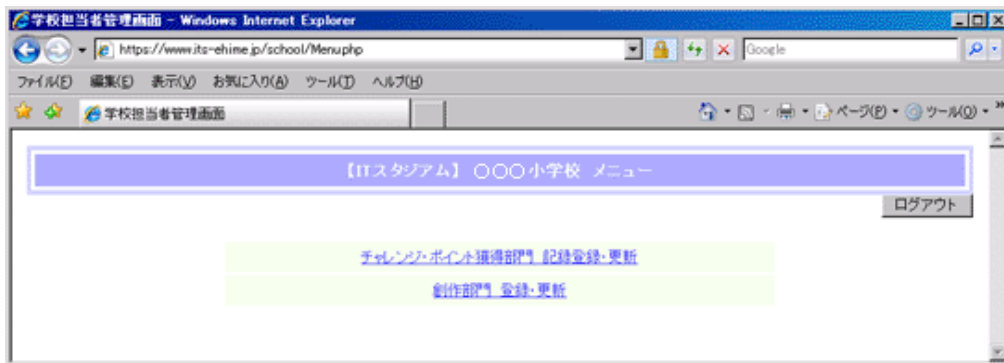 学校担当者管理画面 - Windows Internet Explorer
https://www.its-ehime.jp/school/Menu.php
Google
ファイル(F) 編集(E) 表示(V) お気に入り(A) ツール(T) ヘルプ(H)
学校担当者管理画面
ページ(P) ツール(O)
【ITスタジアム】 〇〇〇小学校 メニュー
ログアウト
チャレンジ・ポイント獲得部門 記録登録・更新
創作部門 登録・更新